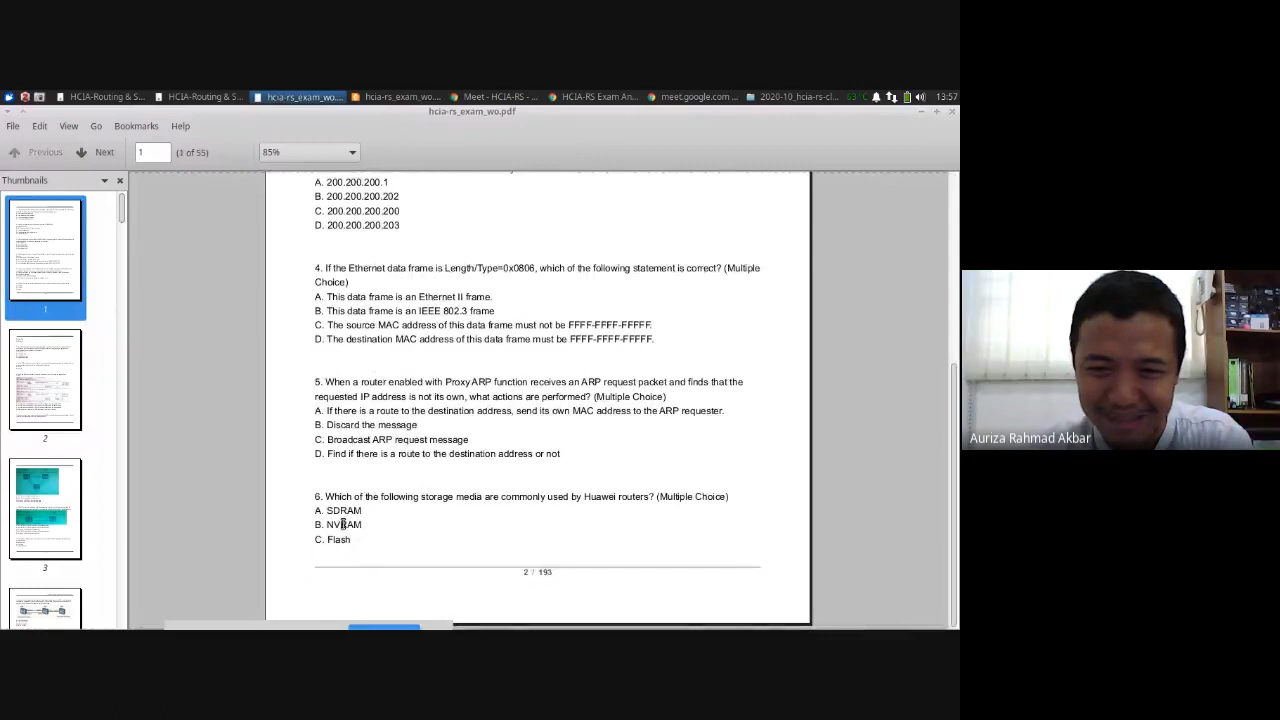 HCIA-Routing & S...
HCIA-Routing & S...
hcia-rs_exam_wo....
hcia-rs_exam_wo....
Meet - HCIA-RS - ...
HCIA-RS Exam An...
meet.google.com ...
2020-10_hcia-rs-cl...
63°C
13:57
hcia-rs_exam_wo.pdf
File Edit View Go Bookmarks Help
Previous Next 1 (1 of 55) 85%
Thumbnails
1
2
3
A. 200.200.200.1
B. 200.200.200.202
C. 200.200.200.200
D. 200.200.200.203
4. If the Ethernet data frame is Length/Type=0x0806, which of the following statement is correct? (Multiple
Choice)
A. This data frame is an Ethernet II frame.
B. This data frame is an IEEE 802.3 frame
C. The source MAC address of this data frame must not be FFFF-FFFF-FFFFF.
D. The destination MAC address of this data frame must be FFFF-FFFF-FFFFF.
5. When a router enabled with Proxy ARP function receives an ARP request packet and finds that the
requested IP address is not its own, what actions are performed? (Multiple Choice)
A. If there is a route to the destination address, send its own MAC address to the ARP requester.
B. Discard the message
C. Broadcast ARP request message
D. Find if there is a route to the destination address or not
6. Which of the following storage media are commonly used by Huawei routers? (Multiple Choice)
A. SDRAM
B. NVRAM
C. Flash
2 / 193
Auriza Rahmad Akbar